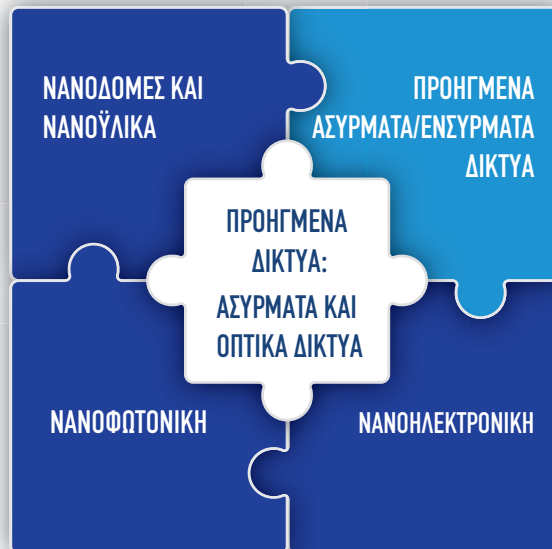 ΝΑΝΟΔΟΜΕΣ ΚΑΙ
ΝΑΝΟΫΛΙΚΑ
ΠΡΟΗΓΜΕΝΑ
ΑΣΥΡΜΑΤΑ/ΕΝΣΥΡΜΑΤΑ
ΔΙΚΤΥΑ
ΠΡΟΗΓΜΕΝΑ
ΔΙΚΤΥΑ:
ΑΣΥΡΜΑΤΑ ΚΑΙ
ΟΠΤΙΚΑ ΔΙΚΤΥΑ
ΝΑΝΟΦΩΤΟΝΙΚΗ
ΝΑΝΟΗΛΕΚΤΡΟΝΙΚΗ